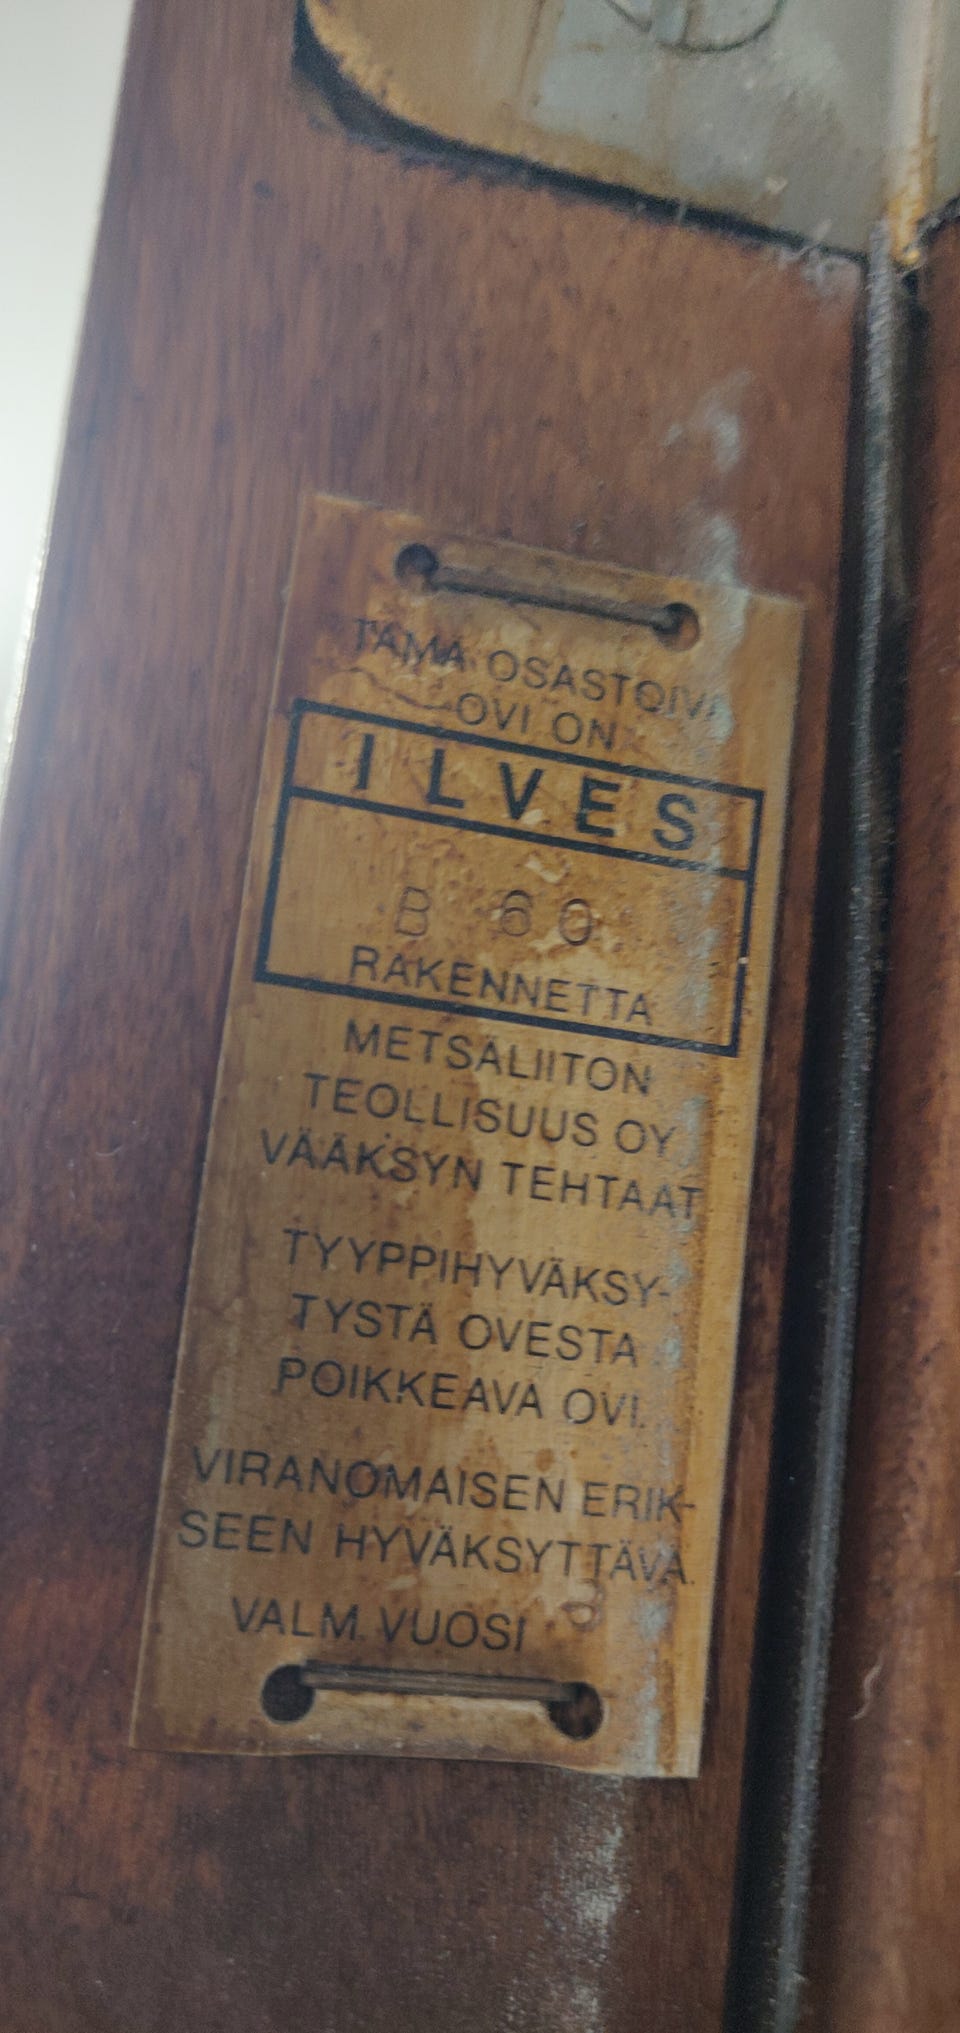 TÄMÄ OSASTOIVA
OVI ON
ILVES
B 60
RAKENNETTA
METSÄLIITON
TEOLLISUUS OY
VÄÄKSYN TEHTAAT
TYYPPIHYVÄKSY-
TYSTÄ OVESTA
POIKKEAVA OVI.
VIRANOMAISEN ERIK-
SEEN HYVÄKSYTTÄVÄ.
VALM. VUOSI